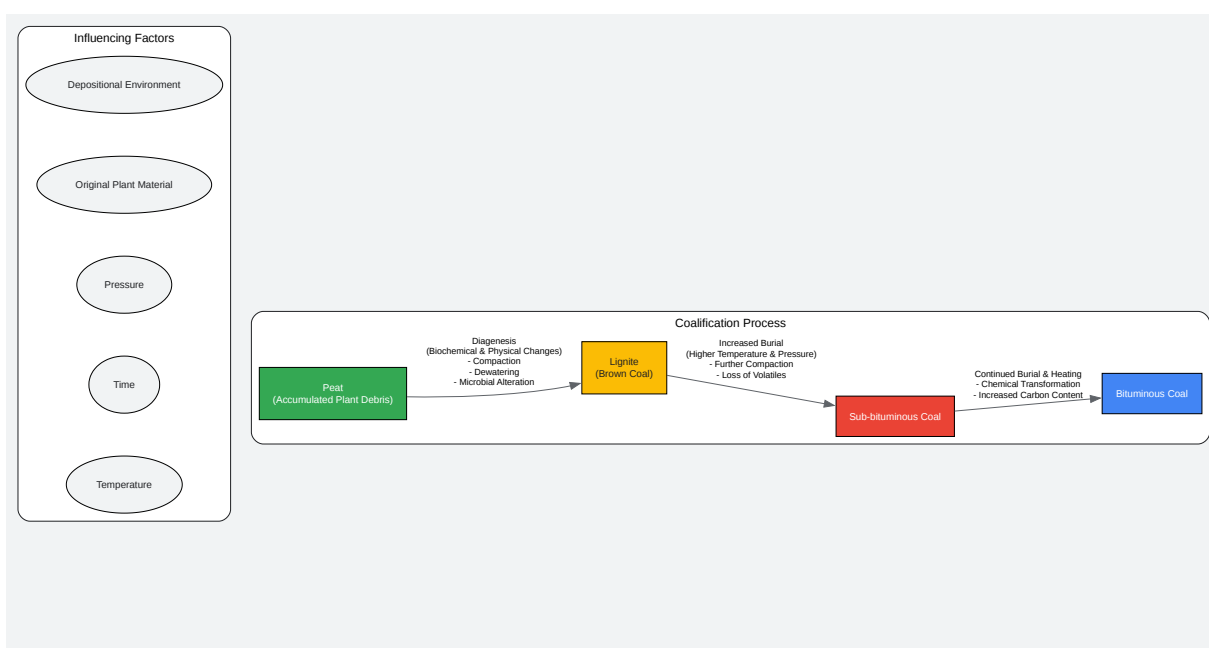 Influencing Factors
Depositional Environment
Original Plant Material
Pressure
Time
Temperature
Coalification Process
Peat
(Accumulated Plant Debris)
Diagenesis
(Biochemical & Physical Changes)
- Compaction
- Dewatering
- Microbial Alteration
Lignite
(Brown Coal)
Increased Burial
(Higher Temperature & Pressure)
- Further Compaction
- Loss of Volatiles
Sub-bituminous Coal
Continued Burial & Heating
- Chemical Transformation
- Increased Carbon Content
Bituminous Coal